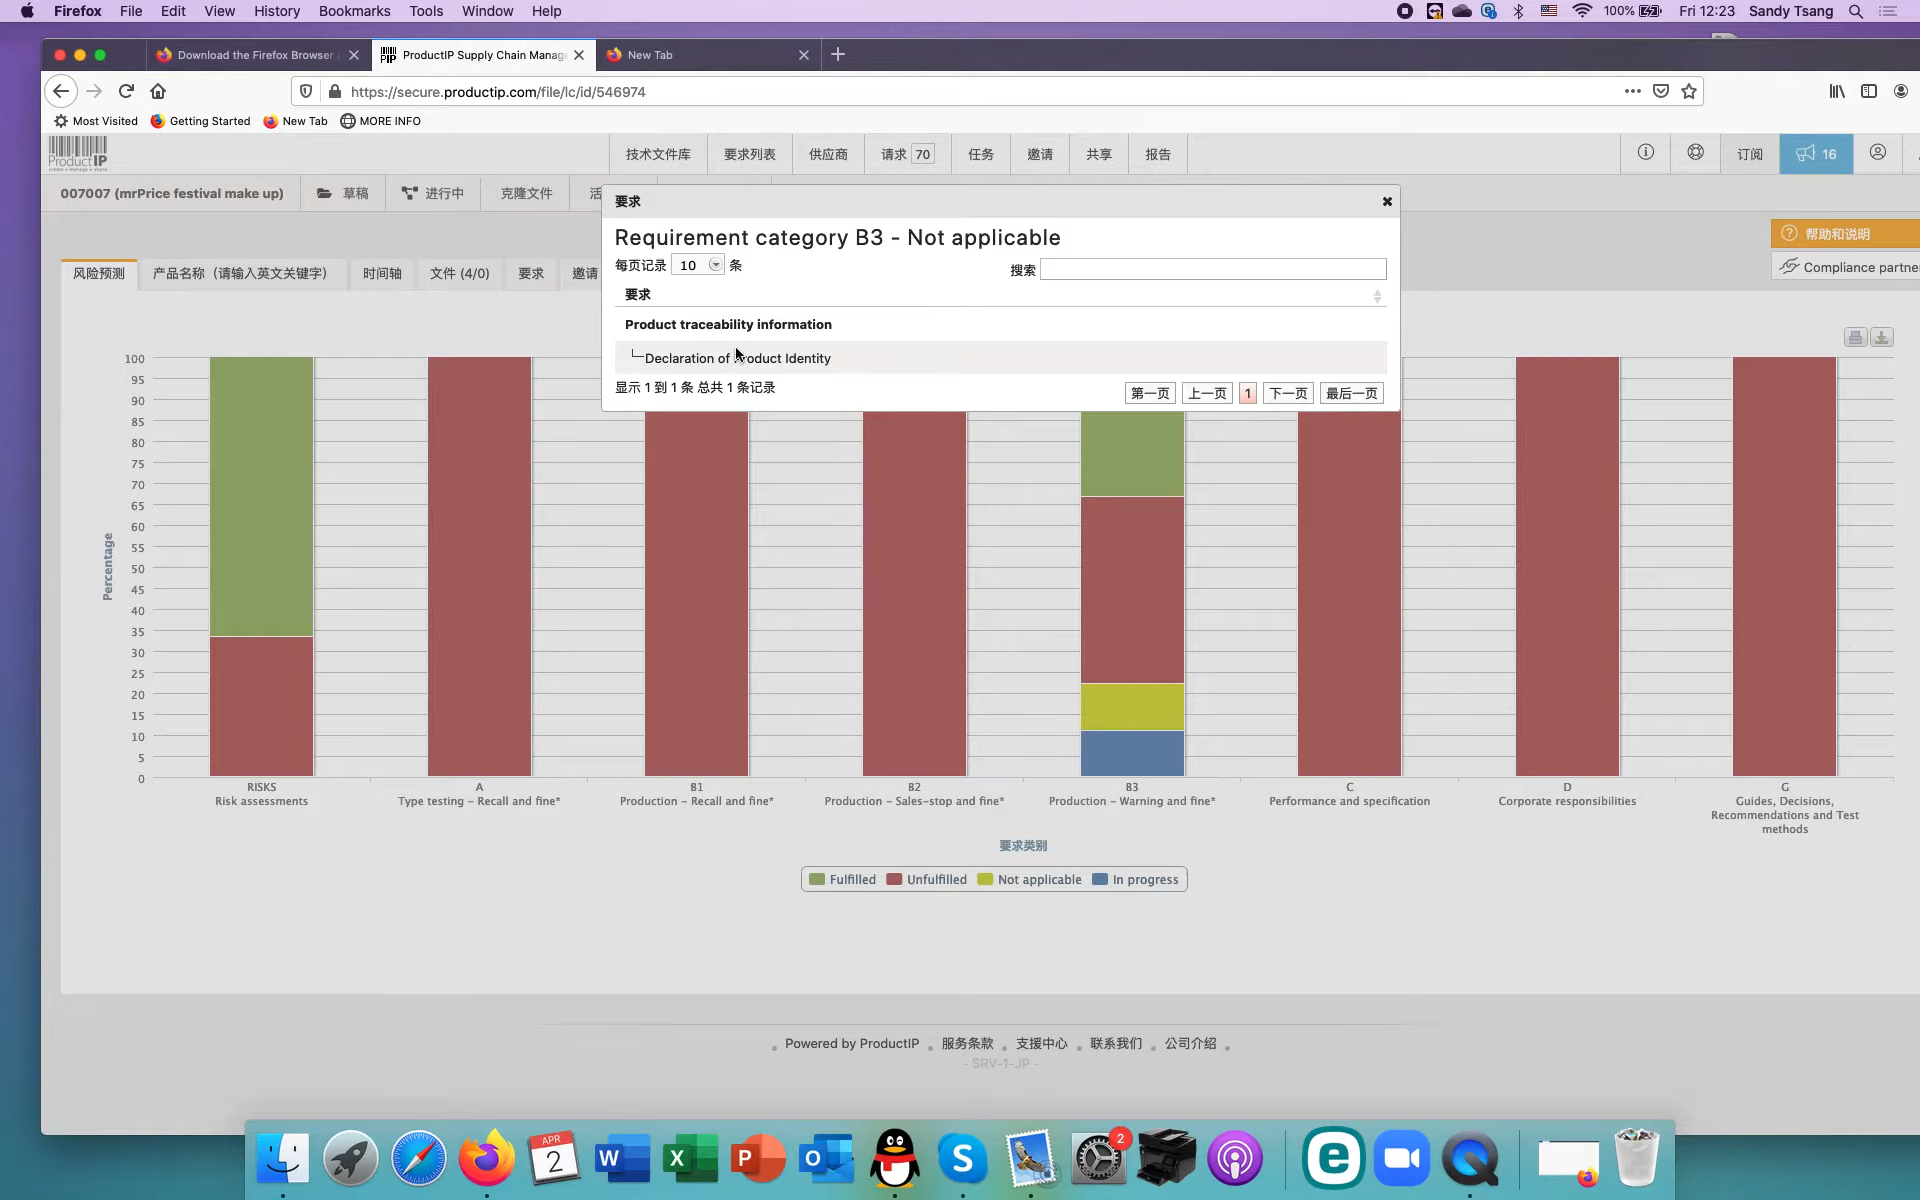 Firefox File Edit View History Bookmarks Tools Window Help 100% Fri 12:23 Sandy Tsang
Download the Firefox Browser ProductIP Supply Chain Manage New Tab
https://secure.productip.com/file/lc/id/546974
Most Visited Getting Started New Tab MORE INFO
ProductIP
技术文件库 要求列表 供应商 请求 70 任务 邀请 共享 报告 订阅 16
007007 (mrPrice festival make up) 草稿 进行中 克隆文件 活
要求
Requirement category B3 - Not applicable
每页记录 10 条
搜索
要求
Product traceability information
Declaration of Product Identity
显示 1 到 1 条 总共 1 条记录
第一页 上一页 1 下一页 最后一页
帮助和说明
Compliance partner
风险预测 产品名称（请输入英文关键字） 时间轴 文件 (4/0) 要求 邀请
100
95
90
85
80
75
70
65
60
55
50
45
40
35
30
25
20
15
10
5
0
Percentage
RISKS
Risk assessments
A
Type testing - Recall and fine*
B1
Production - Recall and fine*
B2
Production - Sales-stop and fine*
B3
Production - Warning and fine*
C
Performance and specification
D
Corporate responsibilities
G
Guides, Decisions,
Recommendations and Test
methods
要求类别
Fulfilled Unfulfilled Not applicable In progress
Powered by ProductIP 服务条款 支援中心 联系我们 公司介绍
- SRV-1-JP -
APR
2
W
X
P
O
S
2
e
Q